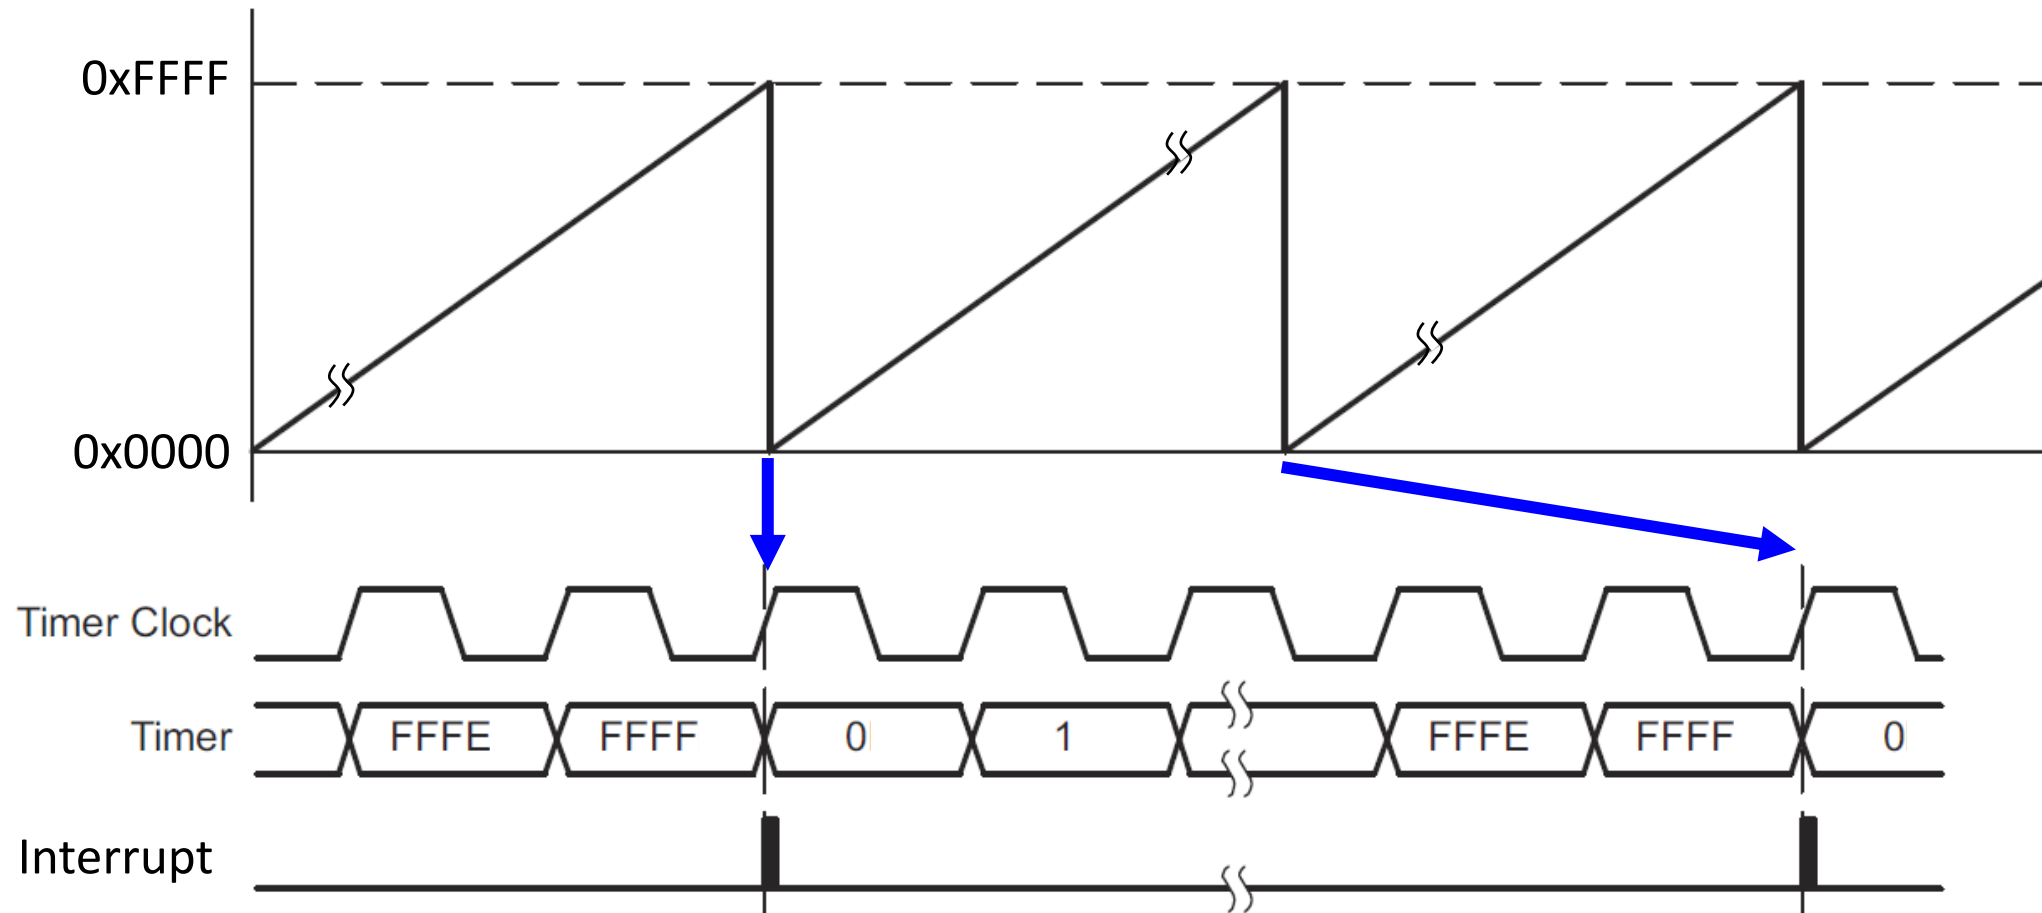 0xFFFF
0x0000
Timer Clock
Timer FFFE FFFF 0 1 FFFE FFFF 0
Interrupt